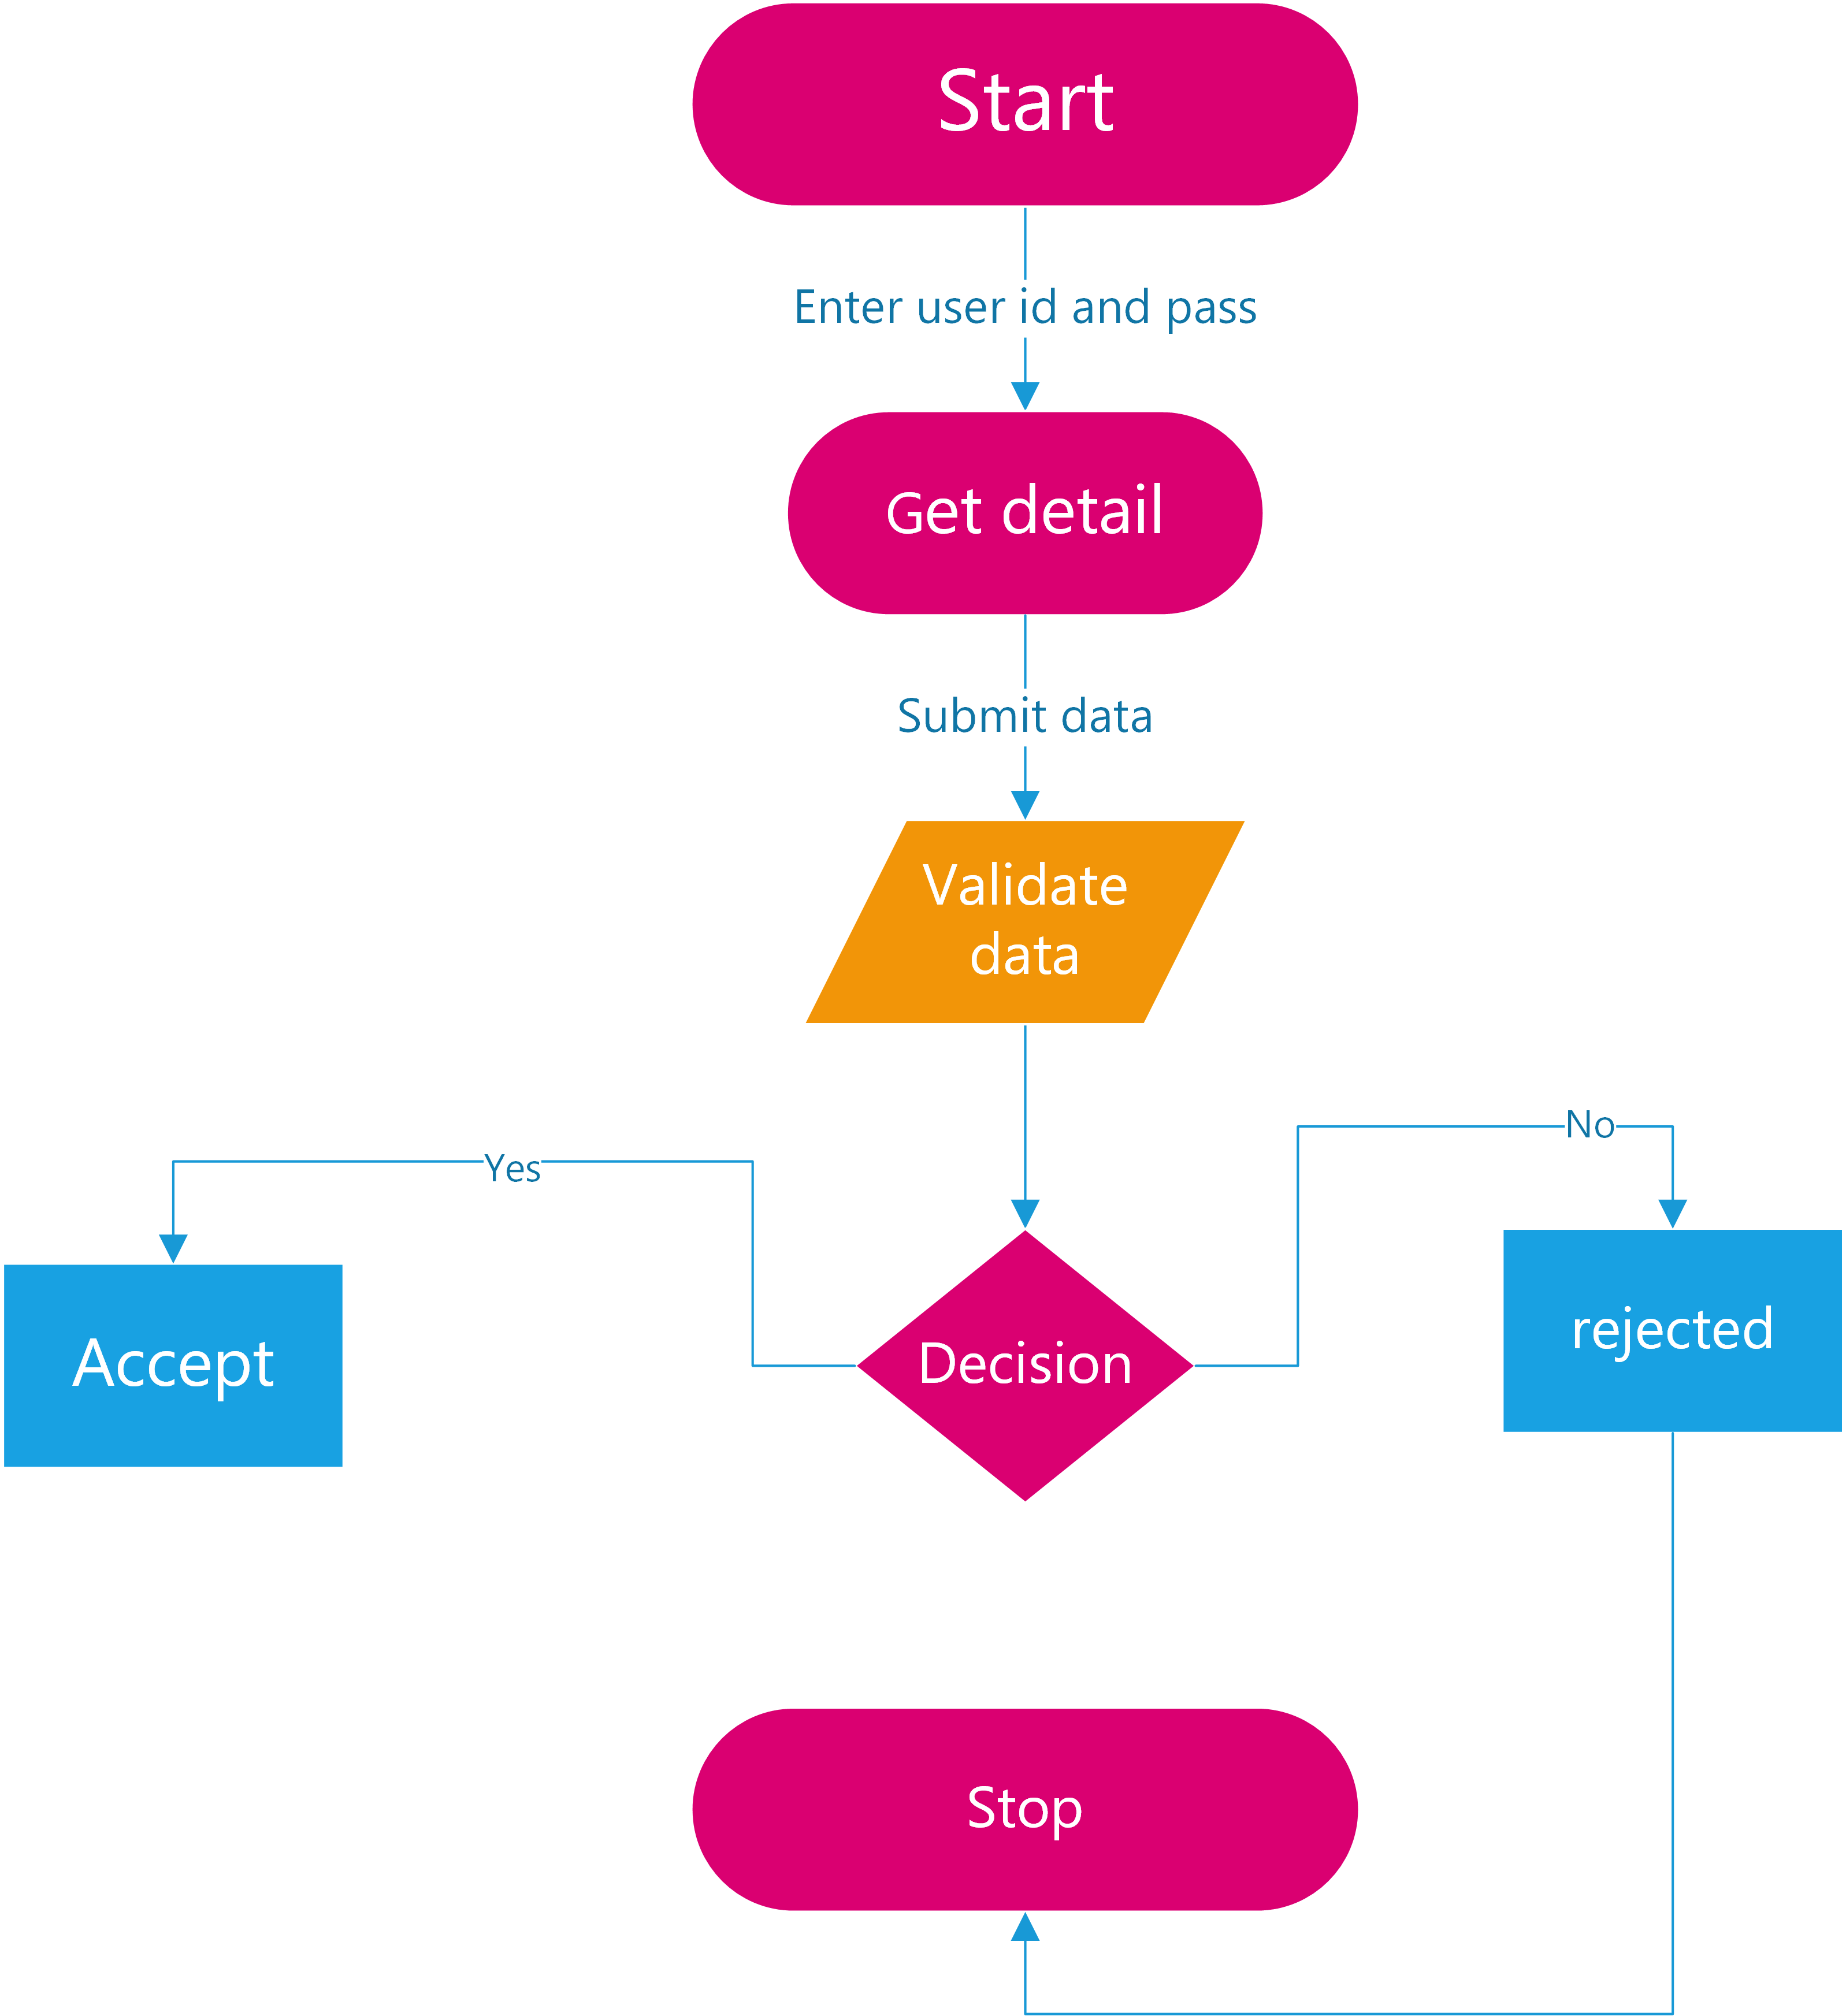 Start
Enter user id and pass
Get detail
Submit data
Validate
data
Yes
No
Accept
Decision
rejected
Stop